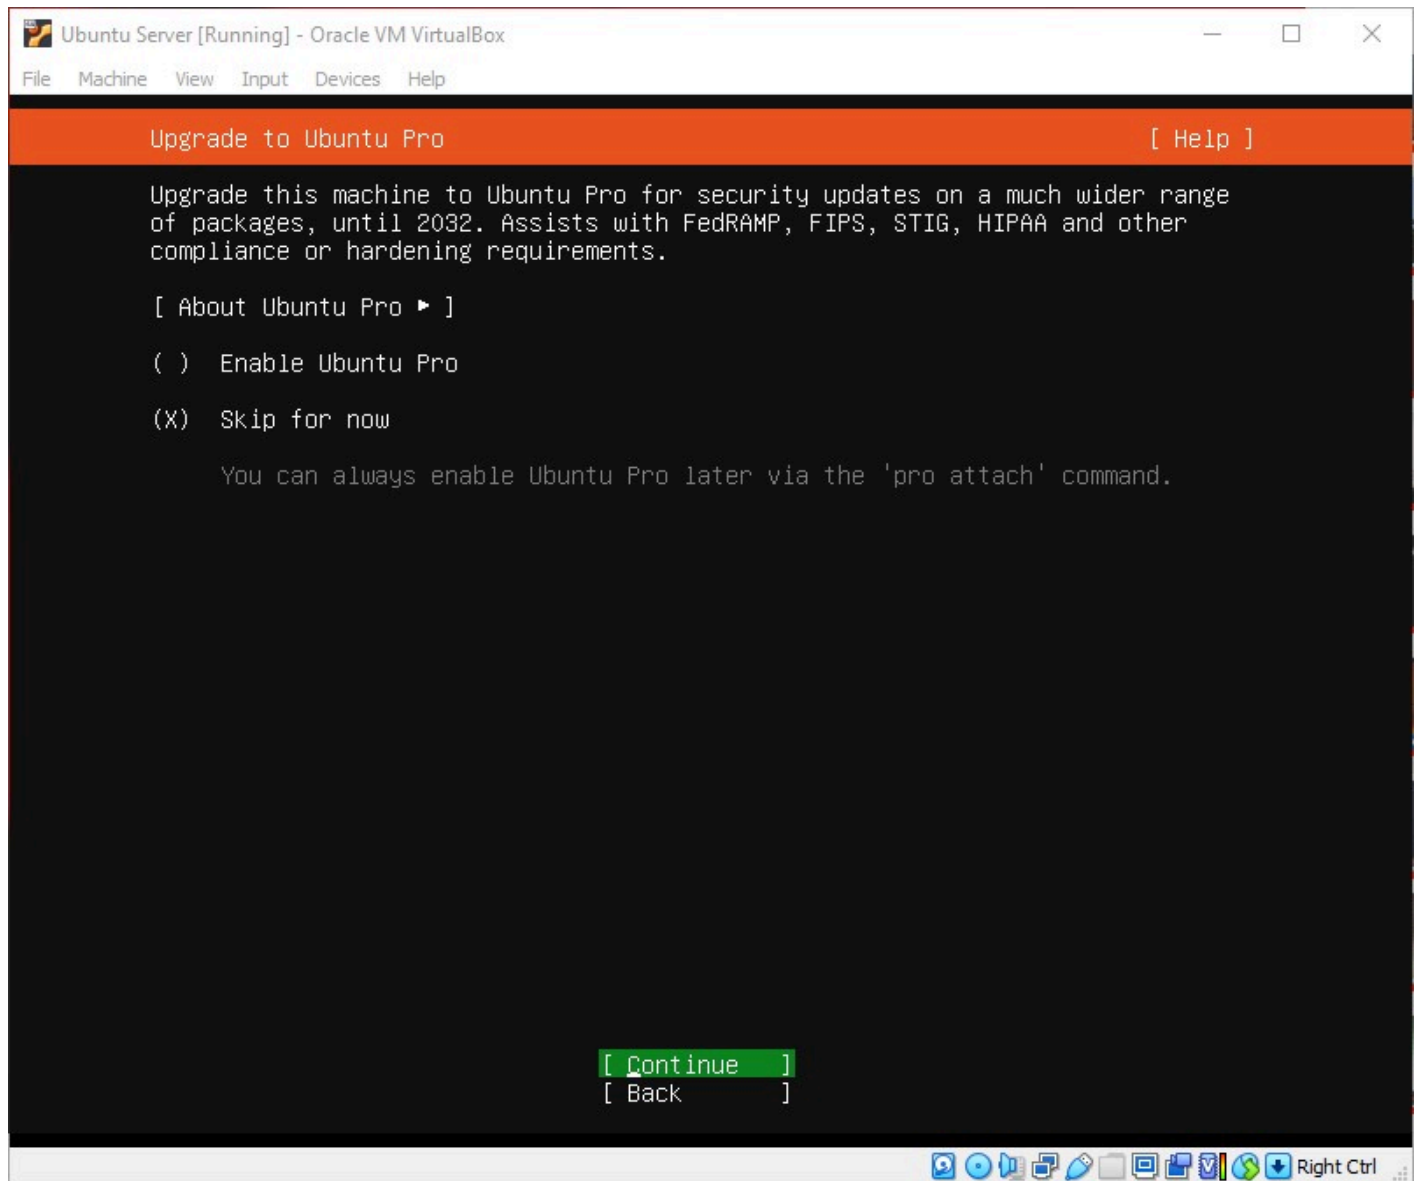 Ubuntu Server [Running] - Oracle VM VirtualBox
File Machine View Input Devices Help
Upgrade to Ubuntu Pro [ Help ]
Upgrade this machine to Ubuntu Pro for security updates on a much wider range
of packages, until 2032. Assists with FedRAMP, FIPS, STIG, HIPAA and other
compliance or hardening requirements.
[ About Ubuntu Pro ▸ ]
( ) Enable Ubuntu Pro
(X) Skip for now
You can always enable Ubuntu Pro later via the 'pro attach' command.
[ Continue ]
[ Back ]
Right Ctrl